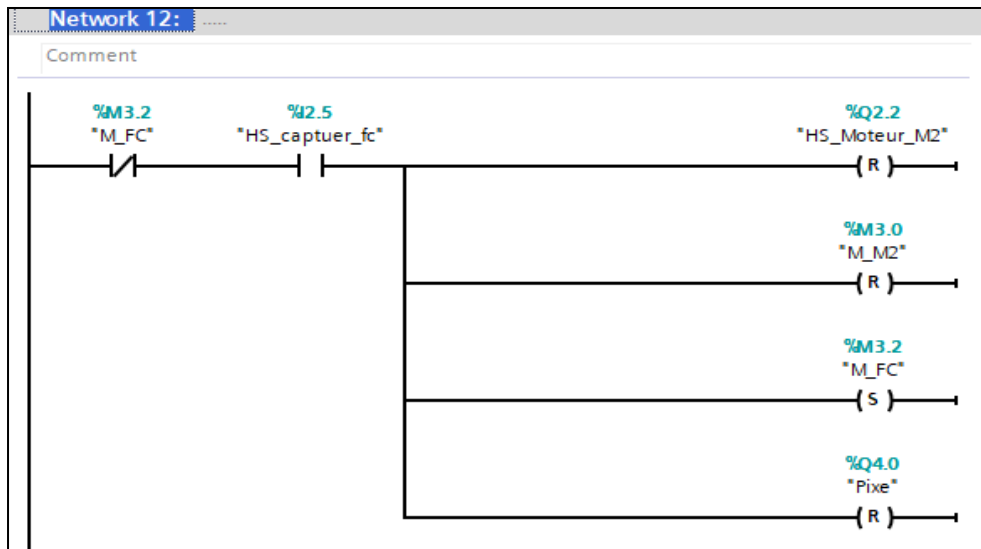 Network 12: .....
Comment
%M3.2 %I2.5 %Q2.2
"M_FC" "HS_captuer_fc" "HS_Moteur_M2"
R
%M3.0
"M_M2"
R
%M3.2
"M_FC"
S
%Q4.0
"Pixe"
R